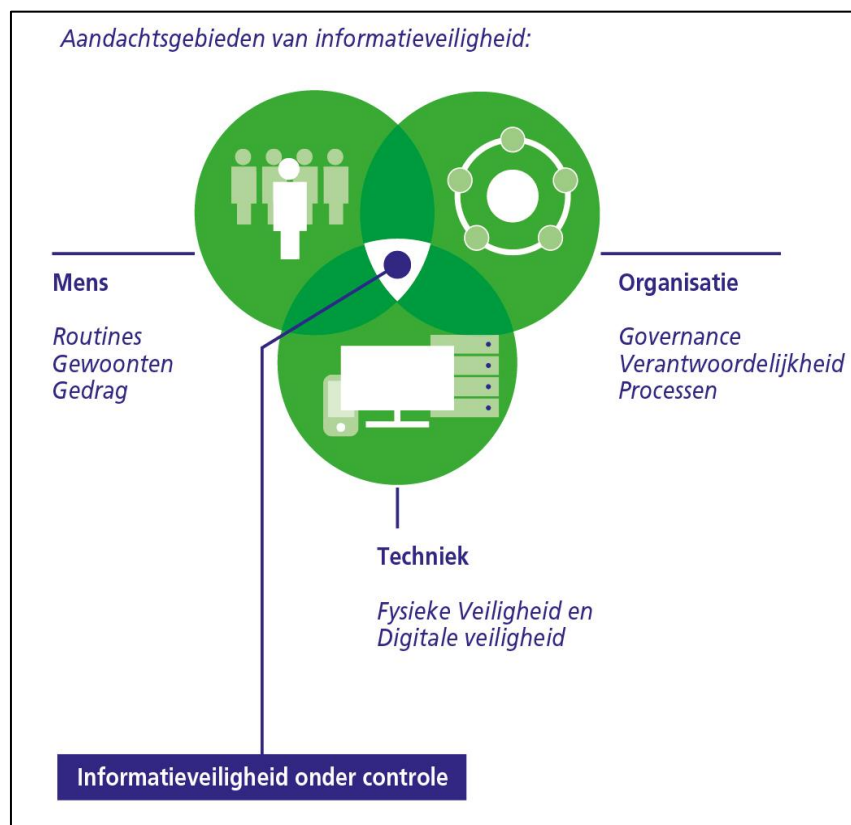 Aandachtsgebieden van informatieveiligheid:
Mens
Routines
Gewoonten
Gedrag
Organisatie
Governance
Verantwoordelijkheid
Processen
Techniek
Fysieke Veiligheid en
Digitale veiligheid
Informatieveiligheid onder controle